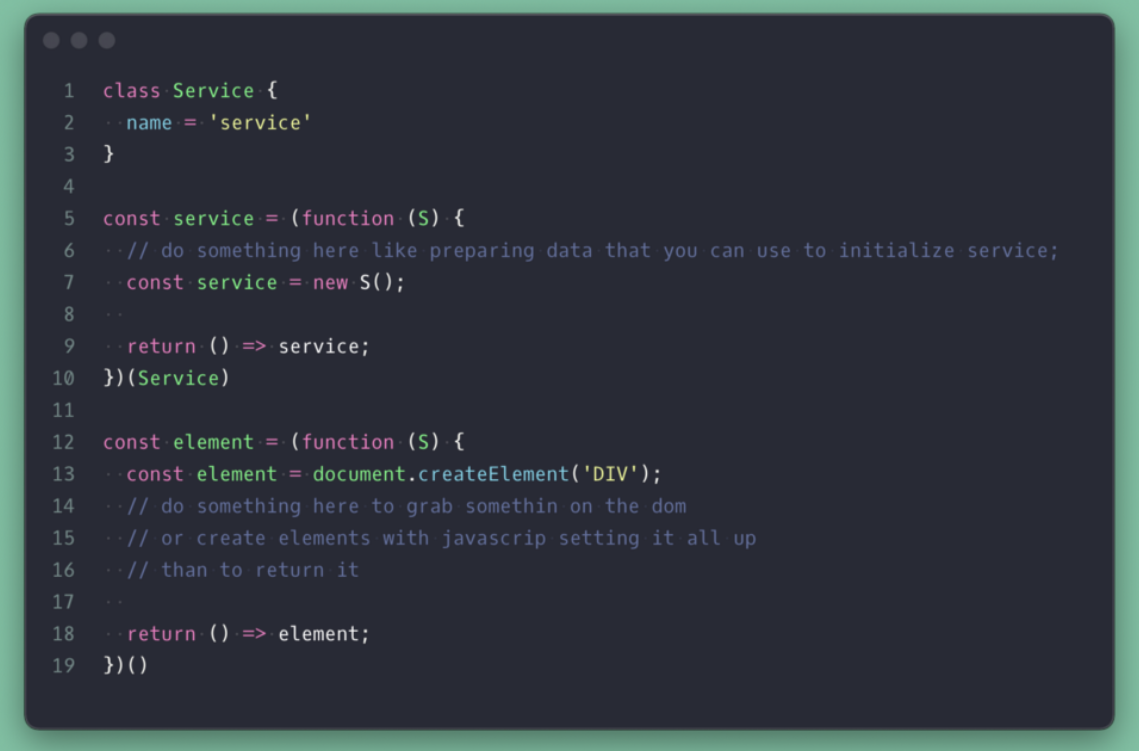 1 class Service {
2   name = 'service'
3 }
4
5 const service = (function (S) {
6   // do something here like preparing data that you can use to initialize service;
7   const service = new S();
8
9   return () => service;
10 })(Service)
11
12 const element = (function (S) {
13   const element = document.createElement('DIV');
14   // do something here to grab somethin on the dom
15   // or create elements with javascrip setting it all up
16   // than to return it
17
18   return () => element;
19 })()